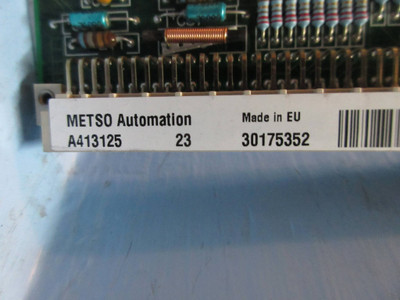 METSO Automation Made in EU
A413125 23 30175352